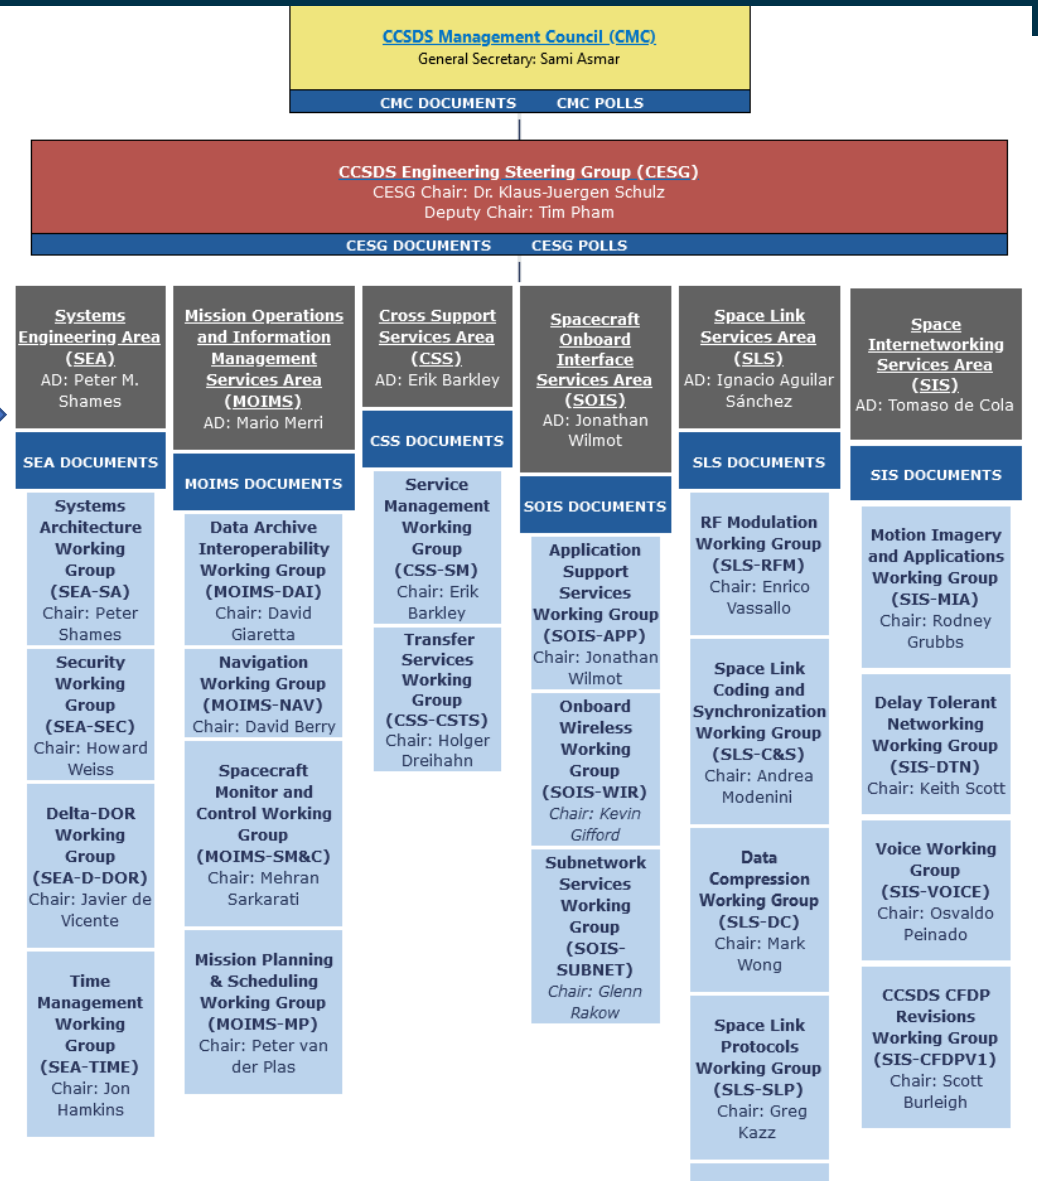 CCSDS Management Council (CMC)
General Secretary: Sami Asmar
CMC DOCUMENTS CMC POLLS
CCSDS Engineering Steering Group (CESG)
CESG Chair: Dr. Klaus-Juergen Schulz
Deputy Chair: Tim Pham
CESG DOCUMENTS CESG POLLS
Systems
Engineering Area
(SEA)
AD: Peter M.
Shames
SEA DOCUMENTS
Systems
Architecture
Working
Group
(SEA-SA)
Chair: Peter
Shames
Security
Working
Group
(SEA-SEC)
Chair: Howard
Weiss
Delta-DOR
Working
Group
(SEA-D-DOR)
Chair: Javier de
Vicente
Time
Management
Working
Group
(SEA-TIME)
Chair: Jon
Hamkins
Mission Operations
and Information
Management
Services Area
(MOIMS)
AD: Mario Merri
MOIMS DOCUMENTS
Data Archive
Interoperability
Working Group
(MOIMS-DAI)
Chair: David
Giaretta
Navigation
Working Group
(MOIMS-NAV)
Chair: David Berry
Spacecraft
Monitor and
Control Working
Group
(MOIMS-SM&C)
Chair: Mehran
Sarkarati
Mission Planning
& Scheduling
Working Group
(MOIMS-MP)
Chair: Peter van
der Plas
Cross Support
Services Area
(CSS)
AD: Erik Barkley
CSS DOCUMENTS
Service
Management
Working
Group
(CSS-SM)
Chair: Erik
Barkley
Transfer
Services
Working
Group
(CSS-CSTS)
Chair: Holger
Dreihahn
Spacecraft
Onboard
Interface
Services Area
(SOIS)
AD: Jonathan
Wilmot
SOIS DOCUMENTS
Application
Support
Services
Working Group
(SOIS-APP)
Chair: Jonathan
Wilmot
Onboard
Wireless
Working
Group
(SOIS-WIR)
Chair: Kevin
Gifford
Subnetwork
Services
Working
Group
(SOIS-
SUBNET)
Chair: Glenn
Rakow
Space Link
Services Area
(SLS)
AD: Ignacio Aguilar
Sánchez
SLS DOCUMENTS
RF Modulation
Working Group
(SLS-RFM)
Chair: Enrico
Vassallo
Space Link
Coding and
Synchronization
Working Group
(SLS-C&S)
Chair: Andrea
Modenini
Data
Compression
Working Group
(SLS-DC)
Chair: Mark
Wong
Space Link
Protocols
Working Group
(SLS-SLP)
Chair: Greg
Kazz
Space
Internetworking
Services Area
(SIS)
AD: Tomaso de Cola
SIS DOCUMENTS
Motion Imagery
and Applications
Working Group
(SIS-MIA)
Chair: Rodney
Grubbs
Delay Tolerant
Networking
Working Group
(SIS-DTN)
Chair: Keith Scott
Voice Working
Group
(SIS-VOICE)
Chair: Osvaldo
Peinado
CCSDS CFDP
Revisions
Working Group
(SIS-CFDPV1)
Chair: Scott
Burleigh